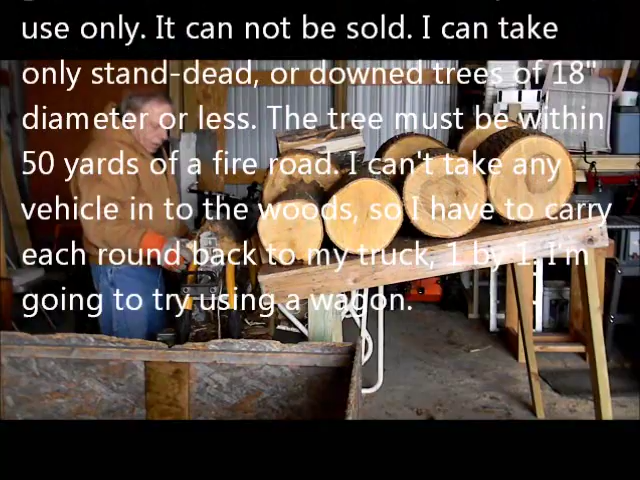 use only. It can not be sold. I can take
only stand-dead, or downed trees of 18"
diameter or less. The tree must be within
50 yards of a fire road. I can't take any
vehicle in to the woods, so I have to carry
each round back to my truck, 1 by 1. I'm
going to try using a wagon.